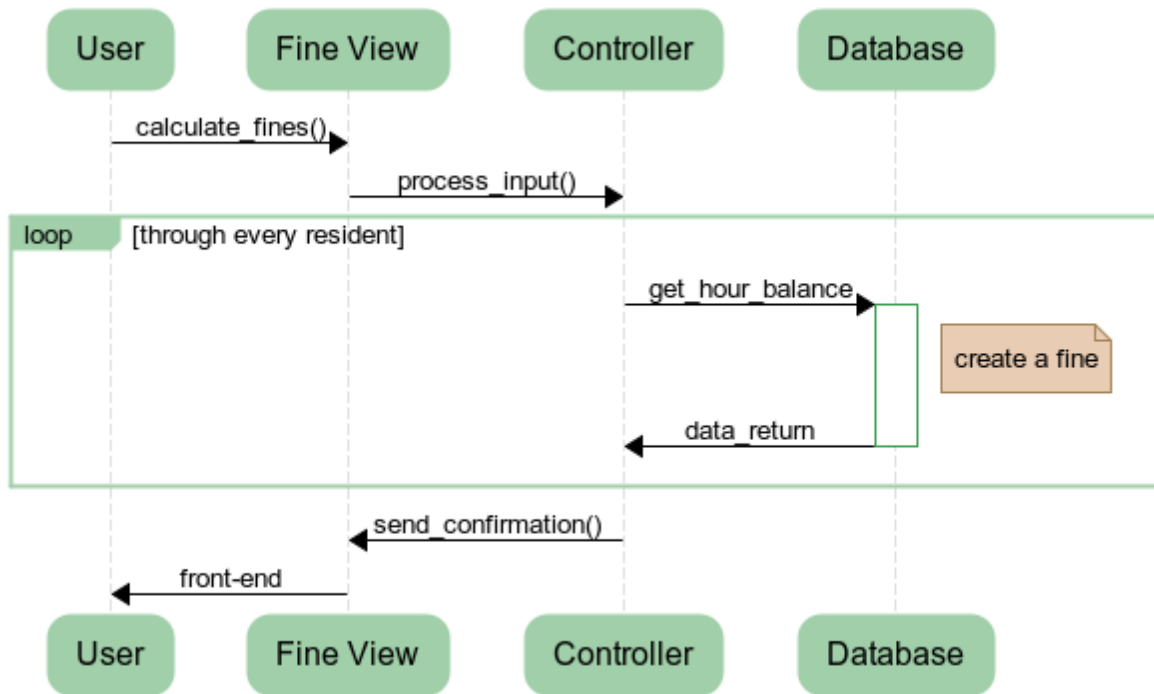 User
Fine View
Controller
Database
calculate_fines()
process_input()
loop
[through every resident]
get_hour_balance
create a fine
data_return
send_confirmation()
front-end
User
Fine View
Controller
Database